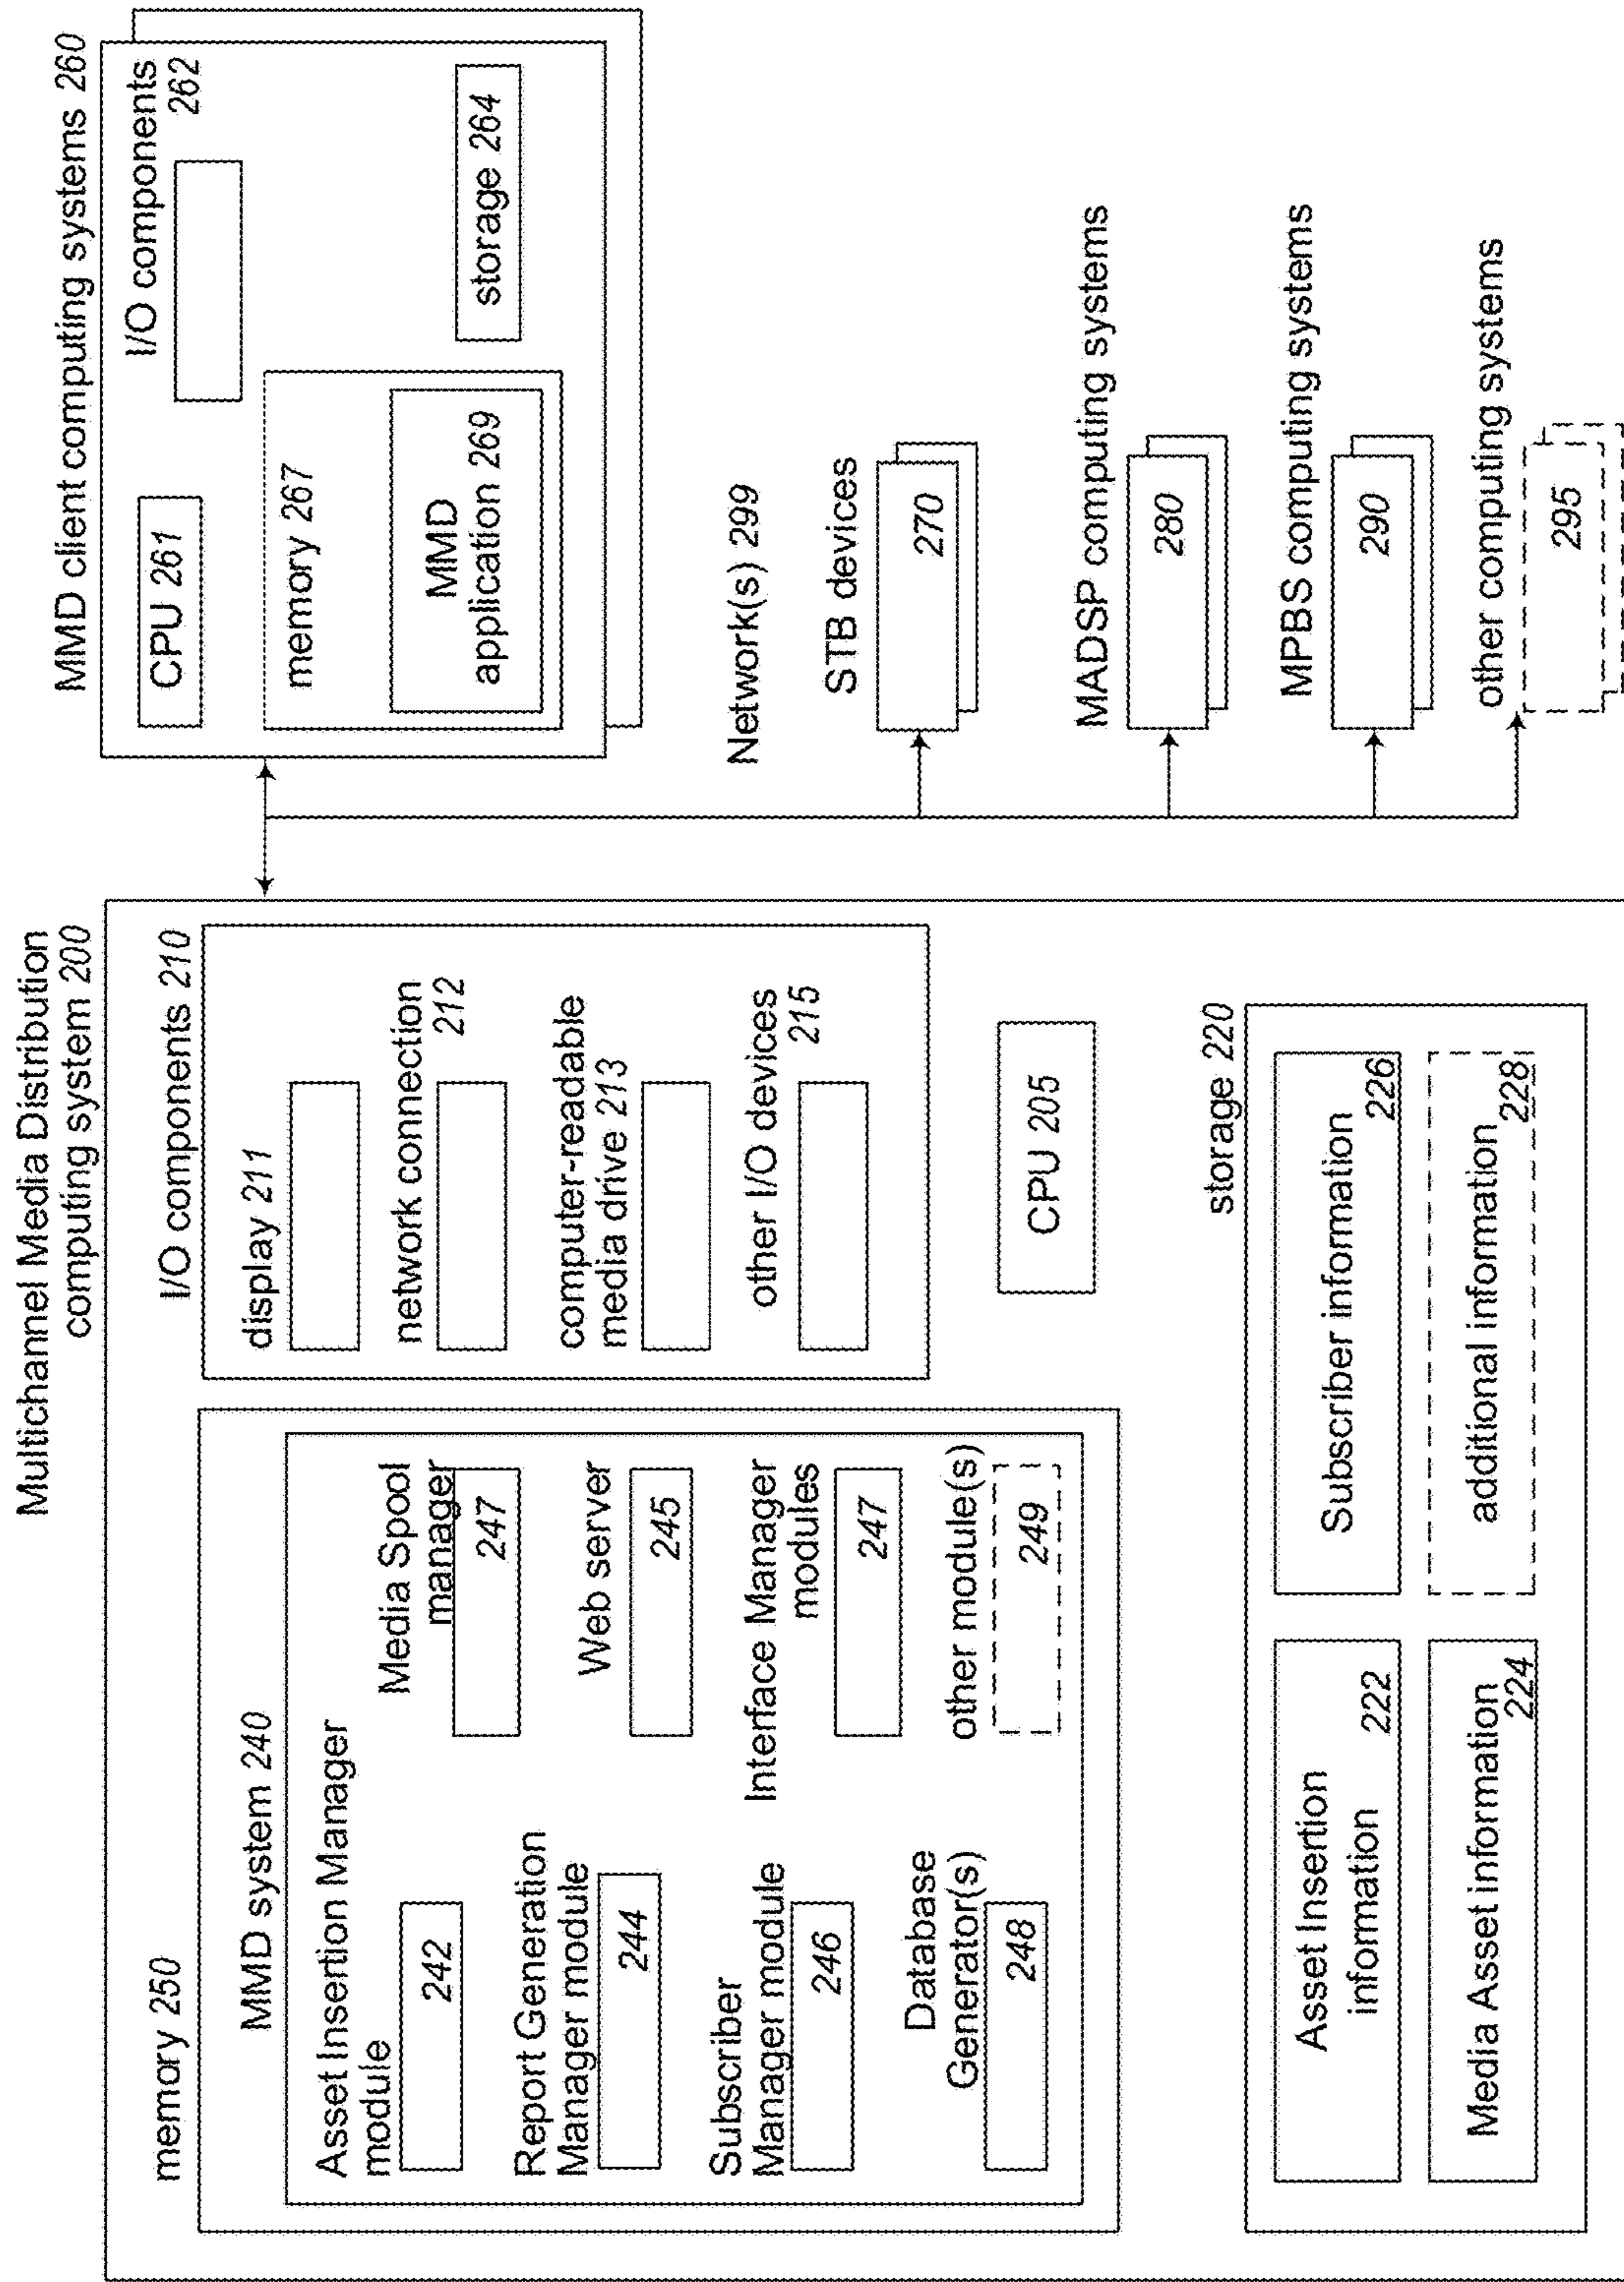 Multichannel Media Distribution
computing system 200
memory 250
MMD system 240
Asset Insertion Manager
module
242
Report Generation
Manager module
244
Subscriber
Manager module
246
Database
Generator(s)
248
Media Spool
manager
247
Web server
245
Interface Manager
modules
247
other module(s)
249
I/O components 210
display 211
network connection
212
computer-readable
media drive 213
other I/O devices
215
CPU 205
storage 220
Asset Insertion
information
222
Subscriber information
226
Media Asset information
224
additional information
228
MMD client computing systems 260
CPU 261
I/O components
262
memory 267
MMD
application 269
storage 264
Network(s) 299
STB devices
270
MADSP computing systems
280
MPBS computing systems
290
other computing systems
295